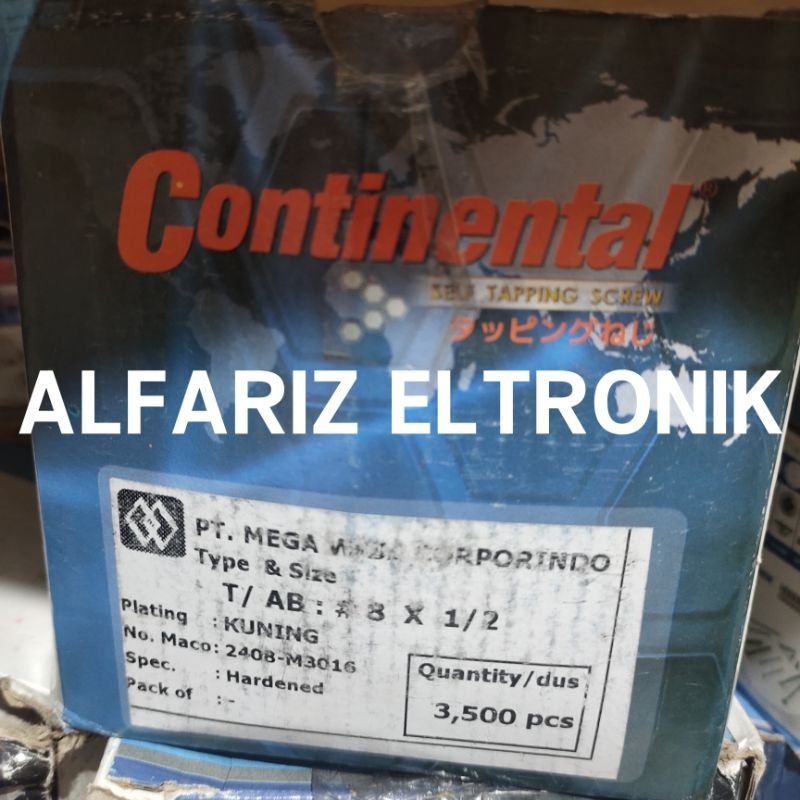 Continental®
SELF TAPPING SCREW
タッピングねじ
ALFARIZ ELTRONIK
PT. MEGA CORPORINDO
Type & Size
T/ AB : # 8 X 1/2
Plating : KUNING
No. Maco: 2408-M3016
Spec. : Hardened
Pack of :-
Quantity/dus
3,500 pcs